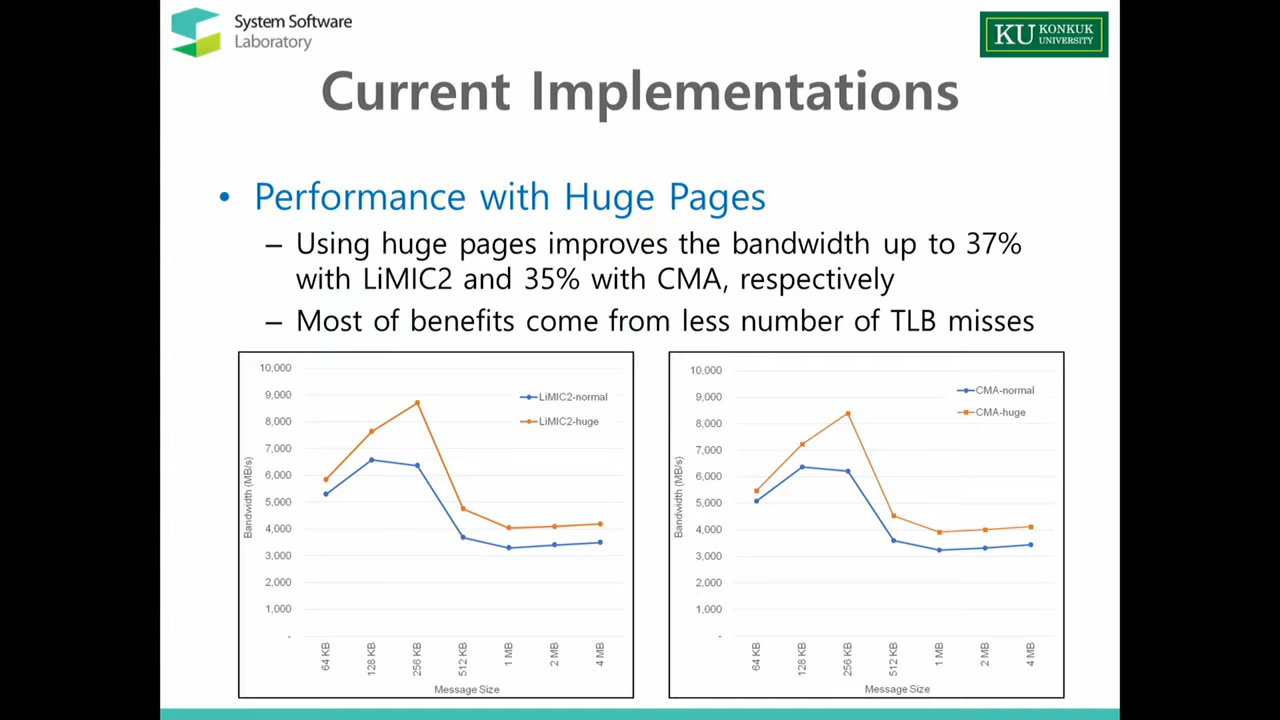 System Software
Laboratory
KU KONKUK
UNIVERSITY
Current Implementations
• Performance with Huge Pages
– Using huge pages improves the bandwidth up to 37%
with LiMIC2 and 35% with CMA, respectively
– Most of benefits come from less number of TLB misses
10,000
9,000
8,000
7,000
6,000
5,000
4,000
3,000
2,000
1,000
-
Bandwidth (MB/s)
LiMIC2-normal
LiMIC2-huge
64 KB
128 KB
256 KB
512 KB
1 MB
2 MB
4 MB
Message Size
10,000
9,000
8,000
7,000
6,000
5,000
4,000
3,000
2,000
1,000
-
Bandwidth (MB/s)
CMA-normal
CMA-huge
64 KB
128 KB
256 KB
512 KB
1 MB
2 MB
4 MB
Message Size